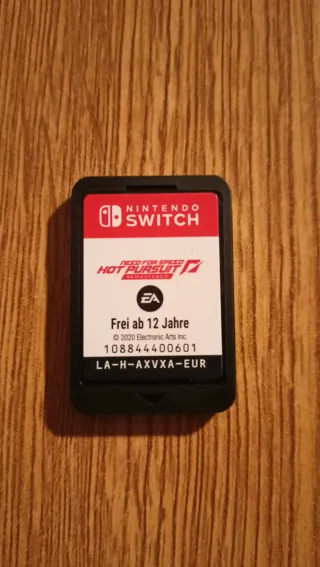 NINTENDO
SWITCH
NEED FOR SPEED
HOT PURSUIT
REMASTERED
EA
Frei ab 12 Jahre
© 2020 Electronic Arts Inc.
108844400601
LA-H-AXVXA-EUR